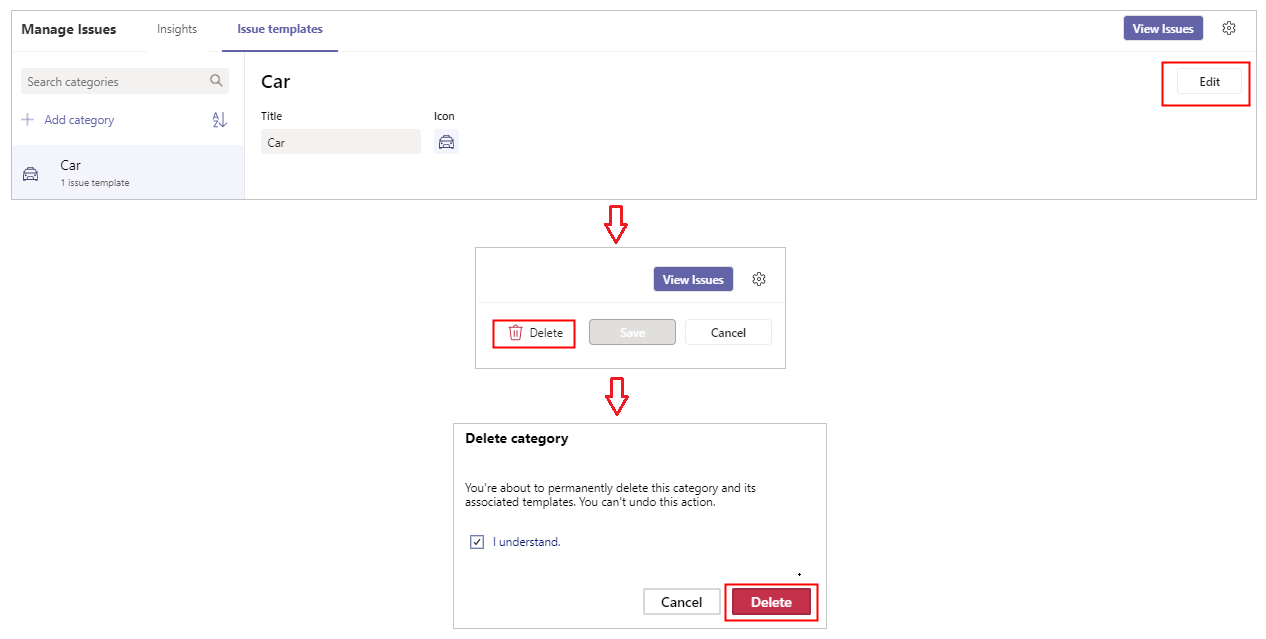 Manage Issues Insights Issue templates View Issues
Search categories
Add category
Car
1 issue template
Car
Edit
Title Icon
Car
View Issues
Delete Save Cancel
Delete category
You're about to permanently delete this category and its
associated templates. You can't undo this action.
I understand.
Cancel Delete